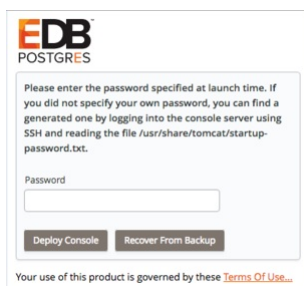 EDB™
POSTGRES
Please enter the password specified at launch time. If
you did not specify your own password, you can find a
generated one by logging into the console server using
SSH and reading the file /usr/share/tomcat/startup-
password.txt.
Password
Deploy Console Recover From Backup
Your use of this product is governed by these Terms Of Use...